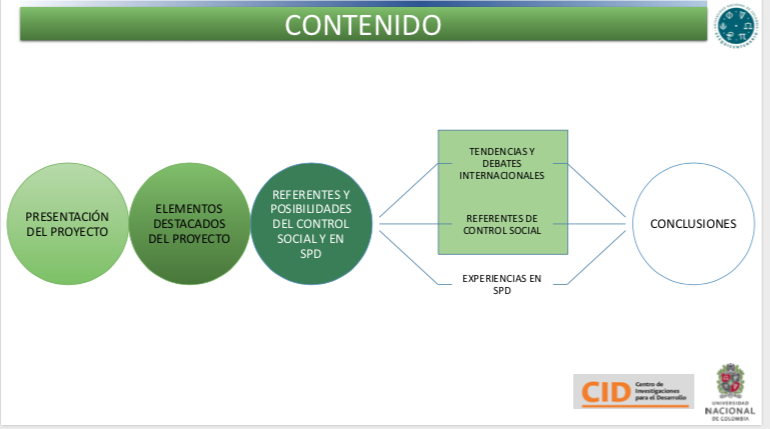 CONTENIDO
PRESENTACIÓN
DEL PROYECTO
ELEMENTOS
DESTACADOS
DEL PROYECTO
REFERENTES Y
POSIBILIDADES
DEL CONTROL
SOCIAL Y EN
SPD
TENDENCIAS Y
DEBATES
INTERNACIONALES
REFERENTES DE
CONTROL SOCIAL
EXPERIENCIAS EN
SPD
CONCLUSIONES
CID
Centro de
Investigaciones
para el Desarrollo
UNIVERSIDAD
NACIONAL
DE COLOMBIA